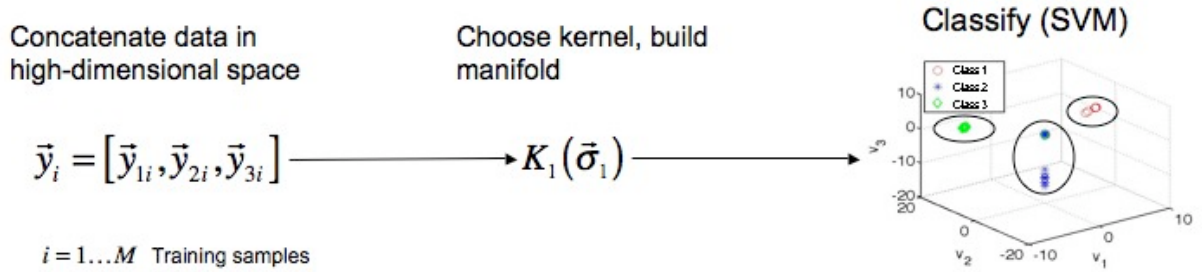 Concatenate data in
high-dimensional space
Choose kernel, build
manifold
Classify (SVM)
Class 1
Class 2
Class 3
10
0
-10
-20
v₃
20
0
-20
v₂
-10
0
10
v₁
y⃗ᵢ = [y⃗₁ᵢ, y⃗₂ᵢ, y⃗₃ᵢ]
K₁(σ⃗₁)
i = 1…M Training samples